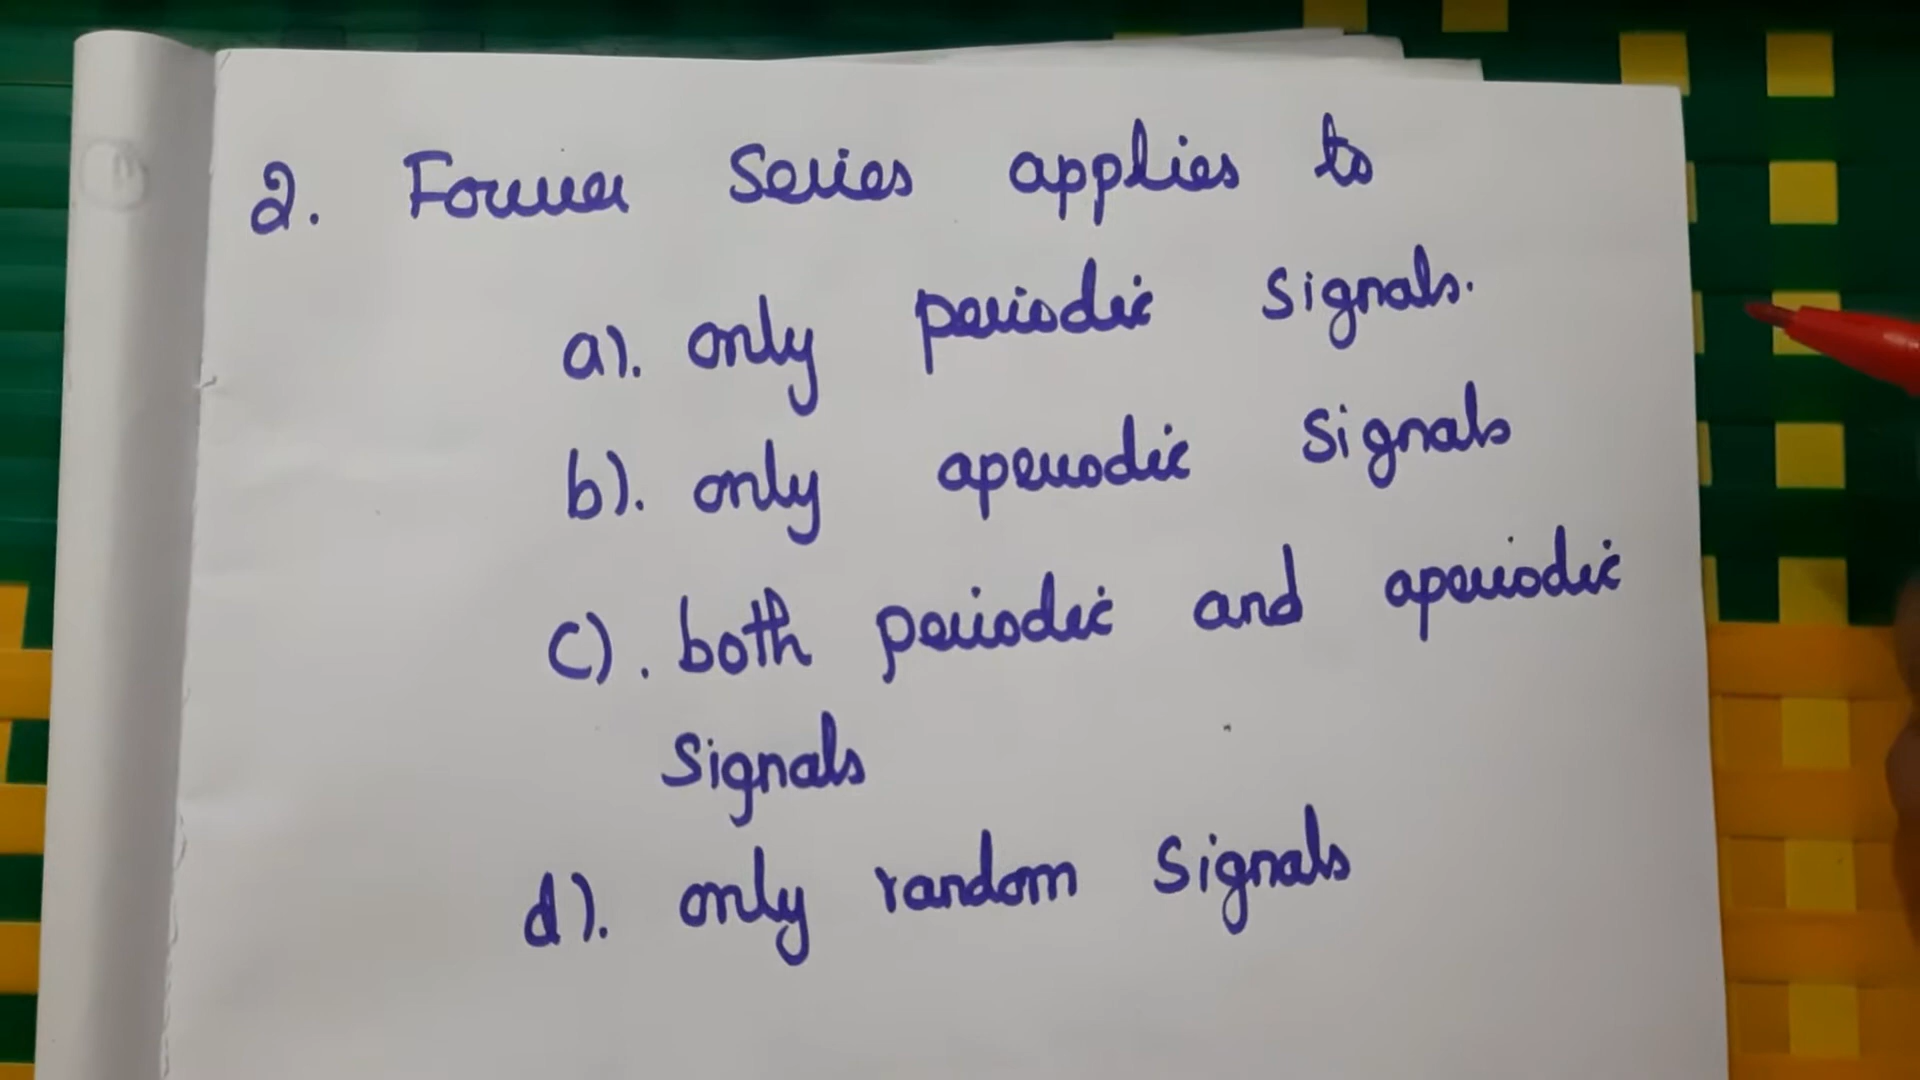 2. Fourier Series applies to
a). only periodic signals.
b). only aperiodic signals
c). both periodic and aperiodic
signals
d). only random signals